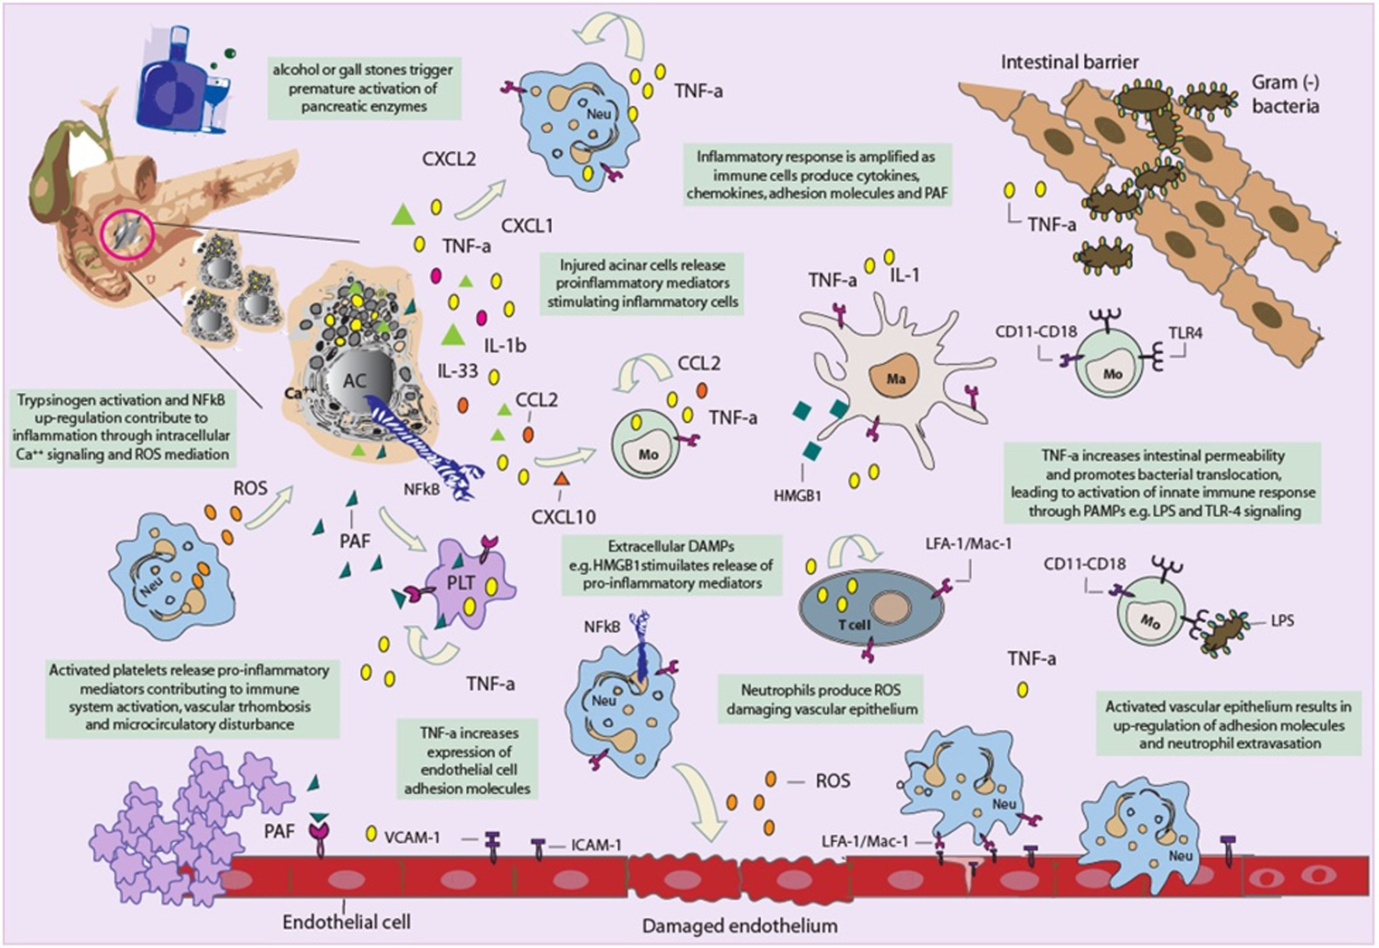 alcohol or gall stones trigger
premature activation of
pancreatic enzymes
Neu
TNF-a
Intestinal barrier
Gram (-)
bacteria
CXCL2
Inflammatory response is amplified as
immune cells produce cytokines,
chemokines, adhesion molecules and PAF
TNF-a
CXCL1
TNF-a
Injured acinar cells release
proinflammatory mediators
stimulating inflammatory cells
TNF-a
IL-1
IL-1b
IL-33
CCL2
CD11-CD18
TLR4
Mo
AC
Ca++
Ma
CCL2
TNF-a
Mo
Trypsinogen activation and NFkB
up-regulation contribute to
inflammation through intracellular
Ca++ signaling and ROS mediation
NFkB
CXCL10
HMGB1
TNF-a increases intestinal permeability
and promotes bacterial translocation,
leading to activation of innate immune response
through PAMPs e.g. LPS and TLR-4 signaling
ROS
PAF
Neu
PLT
Extracellular DAMPs
e.g. HMGB1stimuilates release of
pro-inflammatory mediators
LFA-1/Mac-1
T cell
CD11-CD18
Mo
LPS
NFkB
Activated platelets release pro-inflammatory
mediators contributing to immune
system activation, vascular trhombosis
and microcirculatory disturbance
TNF-a
Neu
Neutrophils produce ROS
damaging vascular epithelium
TNF-a
Activated vascular epithelium results in
up-regulation of adhesion molecules
and neutrophil extravasation
TNF-a increases
expression of
endothelial cell
adhesion molecules
ROS
Neu
PAF
VCAM-1
ICAM-1
LFA-1/Mac-1
Neu
Endothelial cell
Damaged endothelium